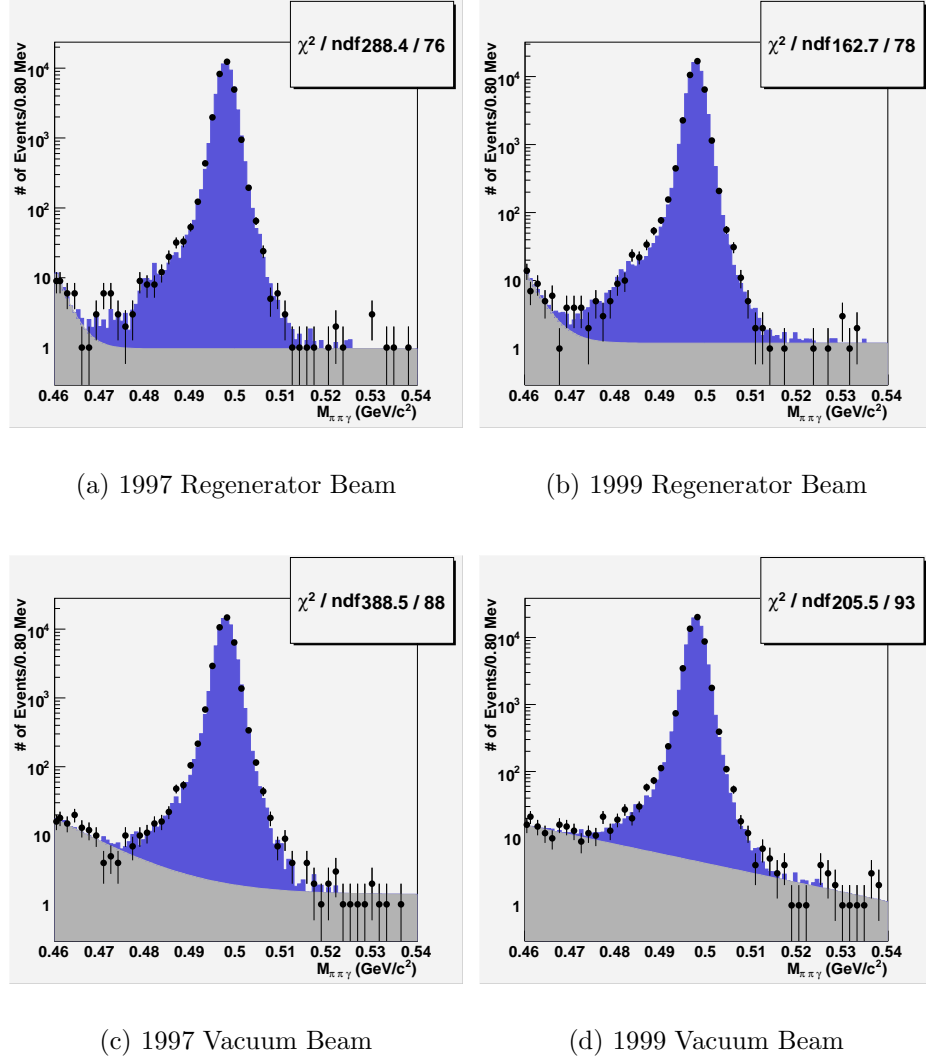 χ² / ndf 288.4 / 76
# of Events/0.80 Mev
10⁴
10³
10²
10
1
0.46 0.47 0.48 0.49 0.5 0.51 0.52 0.53 0.54
M_{π π γ} (GeV/c²)
(a) 1997 Regenerator Beam
χ² / ndf 162.7 / 78
# of Events/0.80 Mev
10⁴
10³
10²
10
1
0.46 0.47 0.48 0.49 0.5 0.51 0.52 0.53 0.54
M_{π π γ} (GeV/c²)
(b) 1999 Regenerator Beam
χ² / ndf 388.5 / 88
# of Events/0.80 Mev
10⁴
10³
10²
10
1
0.46 0.47 0.48 0.49 0.5 0.51 0.52 0.53 0.54
M_{π π γ} (GeV/c²)
(c) 1997 Vacuum Beam
χ² / ndf 205.5 / 93
# of Events/0.80 Mev
10⁴
10³
10²
10
1
0.46 0.47 0.48 0.49 0.5 0.51 0.52 0.53 0.54
M_{π π γ} (GeV/c²)
(d) 1999 Vacuum Beam